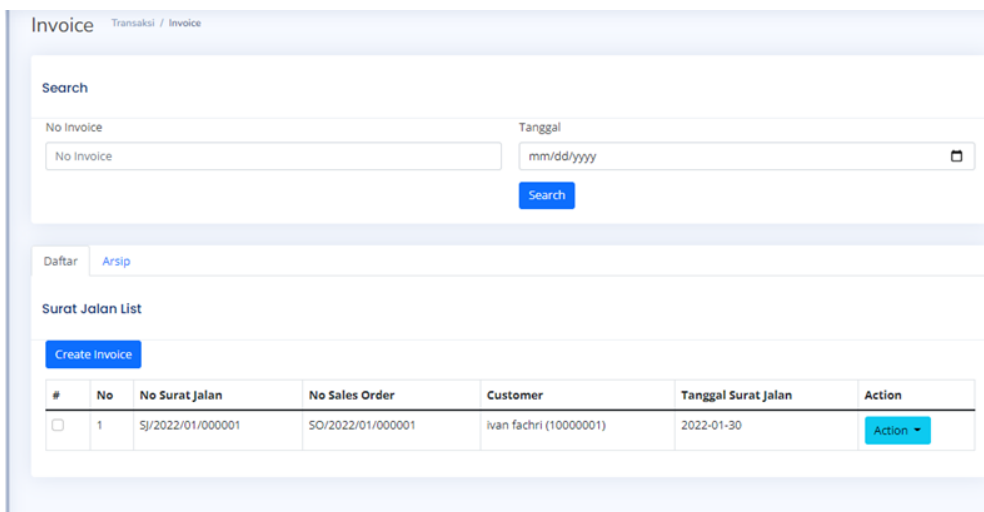 Invoice Transaksi / Invoice
Search
No Invoice Tanggal
No Invoice mm/dd/yyyy
Search
Daftar Arsip
Surat Jalan List
Create Invoice
# No No Surat Jalan No Sales Order Customer Tanggal Surat Jalan Action
1 SJ/2022/01/000001 SO/2022/01/000001 ivan fachri (10000001) 2022-01-30 Action